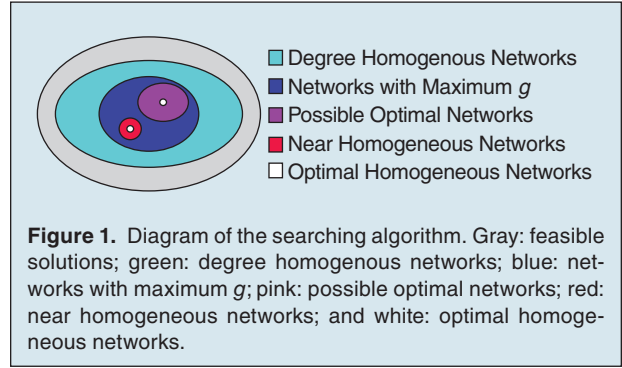 Degree Homogenous Networks
Networks with Maximum g
Possible Optimal Networks
Near Homogeneous Networks
Optimal Homogeneous Networks
Figure 1. Diagram of the searching algorithm. Gray: feasible
solutions; green: degree homogenous networks; blue: net-
works with maximum g; pink: possible optimal networks; red:
near homogeneous networks; and white: optimal homoge-
neous networks.